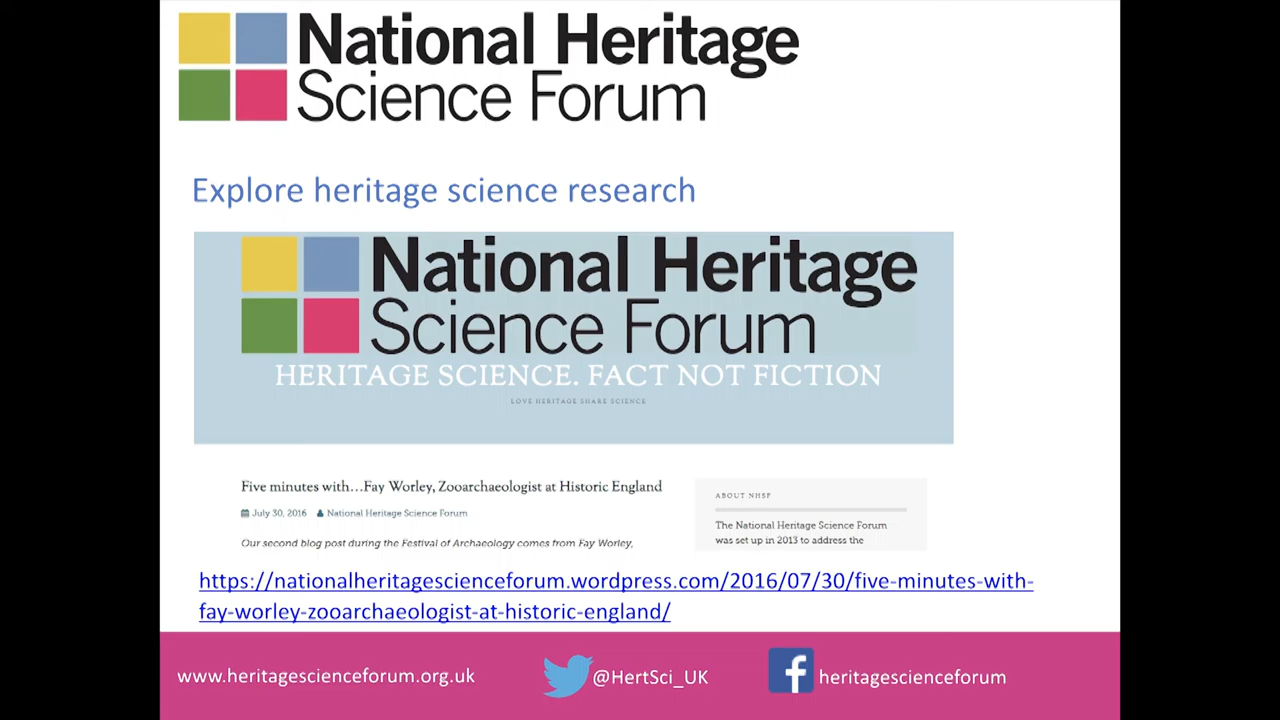 National Heritage
Science Forum
Explore heritage science research
National Heritage
Science Forum
HERITAGE SCIENCE. FACT NOT FICTION
LOVE HERITAGE SHARE SCIENCE
Five minutes with…Fay Worley, Zooarchaeologist at Historic England
July 30, 2016 National Heritage Science Forum
Our second blog post during the Festival of Archaeology comes from Fay Worley,
ABOUT NHSF
The National Heritage Science Forum
was set up in 2013 to address the
https://nationalheritagescienceforum.wordpress.com/2016/07/30/five-minutes-with-
fay-worley-zooarchaeologist-at-historic-england/
www.heritagescienceforum.org.uk @HertSci_UK heritagescienceforum